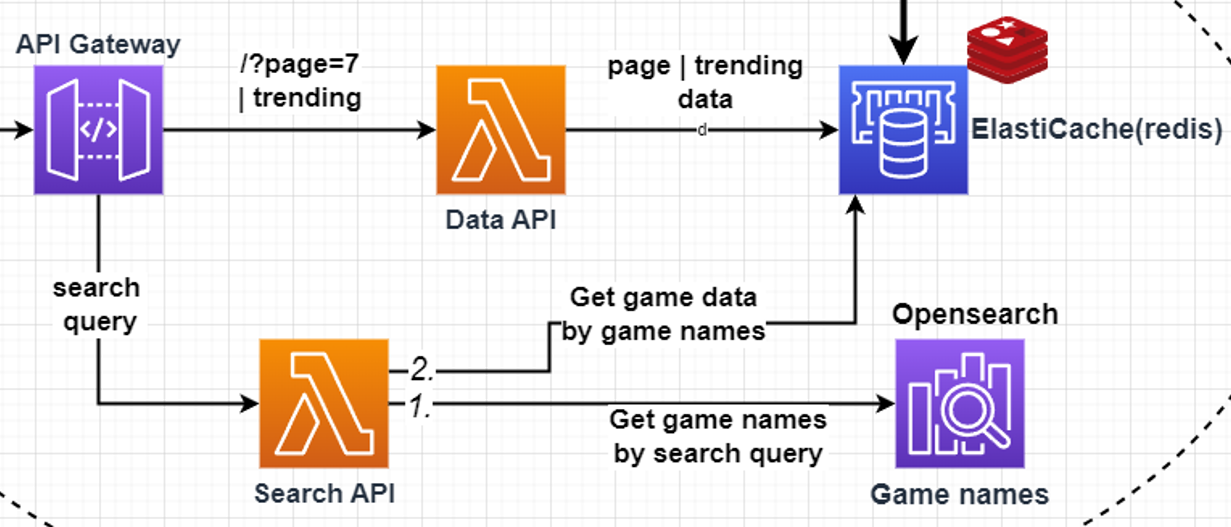 API Gateway
/?page=7
| trending
page | trending
data
d
</>
ElastiCache(redis)
Data API
search
query
Get game data
by game names
Opensearch
2.
1.
Get game names
by search query
Search API
Game names